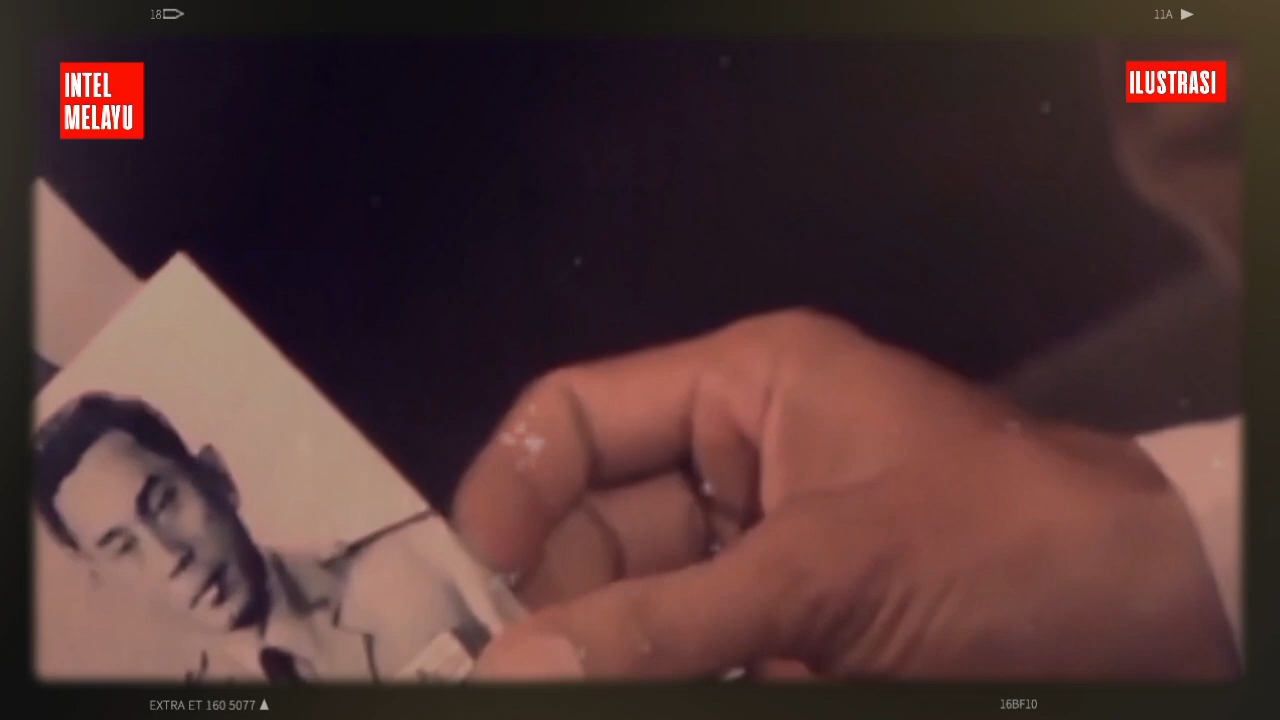 18
11A
INTEL
MELAYU
ILUSTRASI
EXTRA ET 160 5077
16BF10